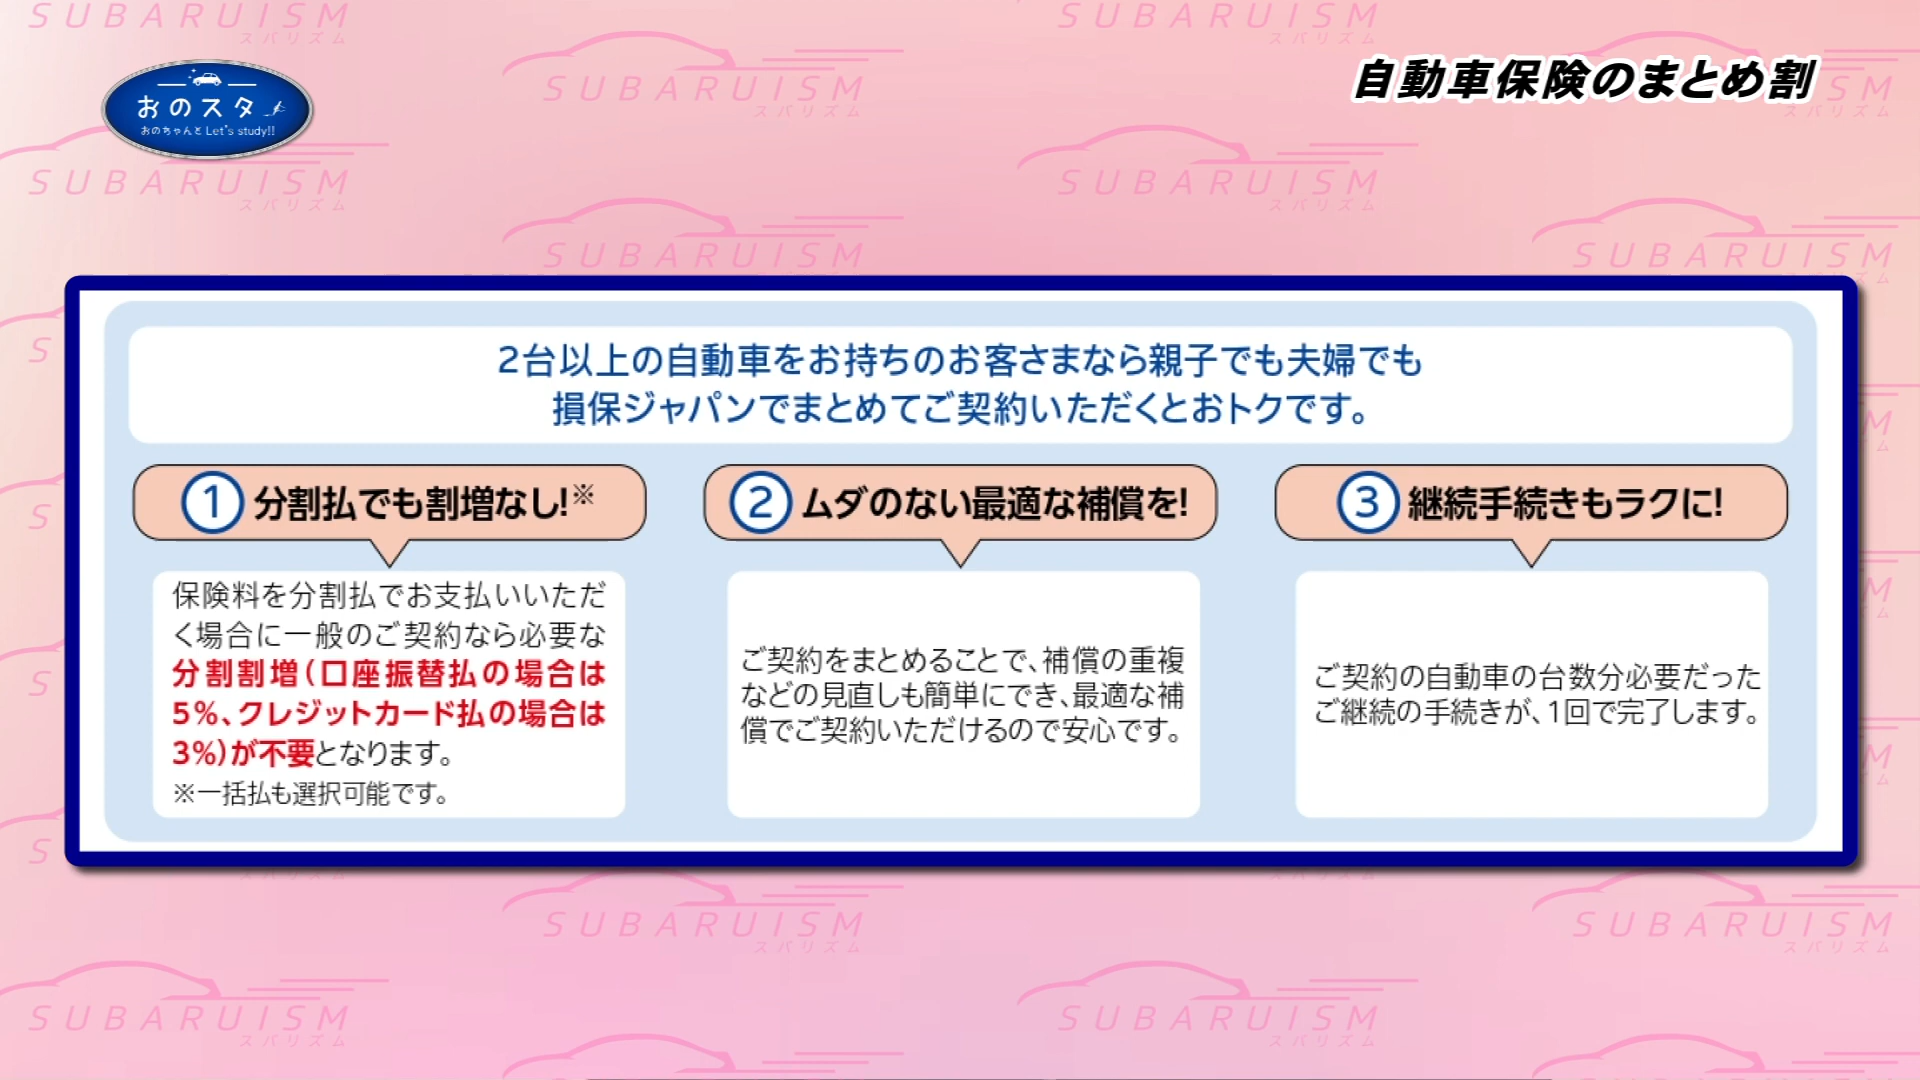 おのスタ
おのちゃんとLet's study!!
自動車保険のまとめ割
2台以上の自動車をお持ちのお客さまなら親子でも夫婦でも
損保ジャパンでまとめてご契約いただくとおトクです。
① 分割払でも割増なし!※
保険料を分割払でお支払いいただ
く場合に一般のご契約なら必要な
分割割増(口座振替払の場合は
5%、クレジットカード払の場合は
3%)が不要となります。
※一括払も選択可能です。
② ムダのない最適な補償を!
ご契約をまとめることで、補償の重複
などの見直しも簡単にでき、最適な補
償でご契約いただけるので安心です。
③ 継続手続きもラクに!
ご契約の自動車の台数分必要だった
ご継続の手続きが、1回で完了します。
SUBARUISM
スバリズム